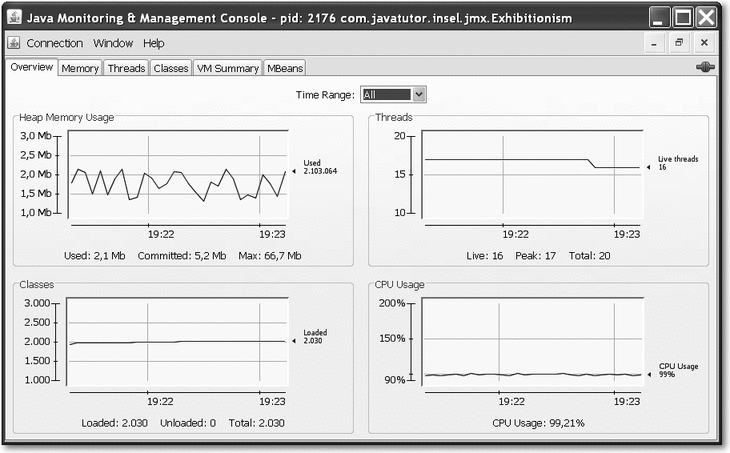 Java Monitoring & Management Console - pid: 2176 com.javatutor.insel.jmx.Exhibitionism
Connection Window Help
Overview Memory Threads Classes VM Summary MBeans
Time Range: All
Heap Memory Usage
3,0 Mb
2,5 Mb
2,0 Mb
1,5 Mb
1,0 Mb
Used
2.103.064
19:22 19:23
Used: 2,1 Mb Committed: 5,2 Mb Max: 66,7 Mb
Threads
20
15
10
Live threads
16
19:22 19:23
Live: 16 Peak: 17 Total: 20
Classes
3.000
2.500
2.000
1.500
1.000
Loaded
2.030
19:22 19:23
Loaded: 2.030 Unloaded: 0 Total: 2.030
CPU Usage
200%
150%
90%
CPU Usage
99%
19:22 19:23
CPU Usage: 99,21%